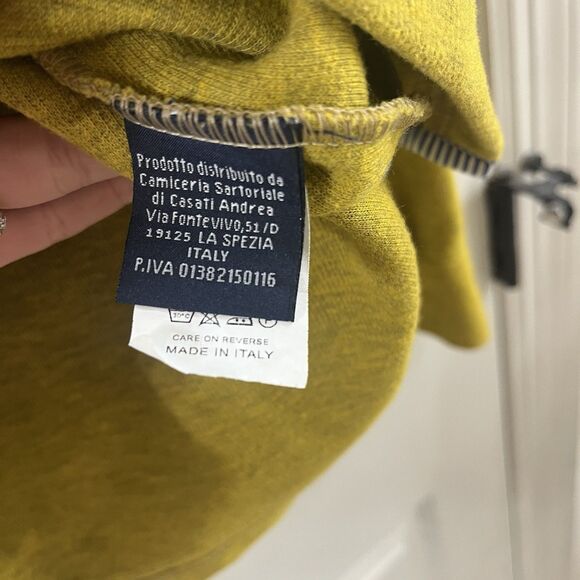 Prodotto distribuito da
Camiceria Sartoriale
di Casati Andrea
Via Fontevivo,51/D
19125 LA SPEZIA
ITALY
P.IVA 01382150116
30°C
CARE ON REVERSE
MADE IN ITALY